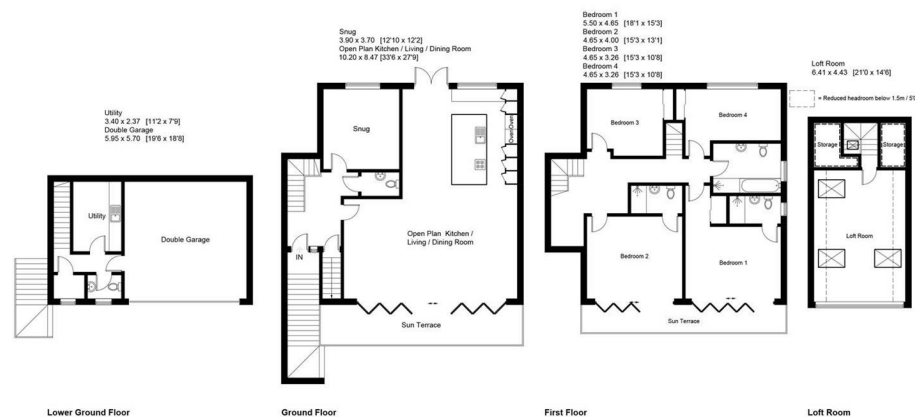 Utility
3.40 x 2.37 [11'2 x 7'9]
Double Garage
5.95 x 5.70 [19'6 x 18'8]
Utility
Double Garage
Lower Ground Floor
Snug
3.90 x 3.70 [12'10 x 12'2]
Open Plan Kitchen / Living / Dining Room
10.20 x 8.47 [33'6 x 27'9]
Snug
Oven
Oven
Open Plan Kitchen /
Living / Dining Room
IN
Sun Terrace
Ground Floor
Bedroom 1
5.50 x 4.65 [18'1 x 15'3]
Bedroom 2
4.65 x 4.00 [15'3 x 13'1]
Bedroom 3
4.65 x 3.26 [15'3 x 10'8]
Bedroom 4
4.65 x 3.26 [15'3 x 10'8]
Bedroom 3
Bedroom 4
Bedroom 2
Bedroom 1
Sun Terrace
First Floor
Loft Room
6.41 x 4.43 [21'0 x 14'6]
= Reduced headroom below 1.5m / 5'0
Storage
Storage
Loft Room
Loft Room